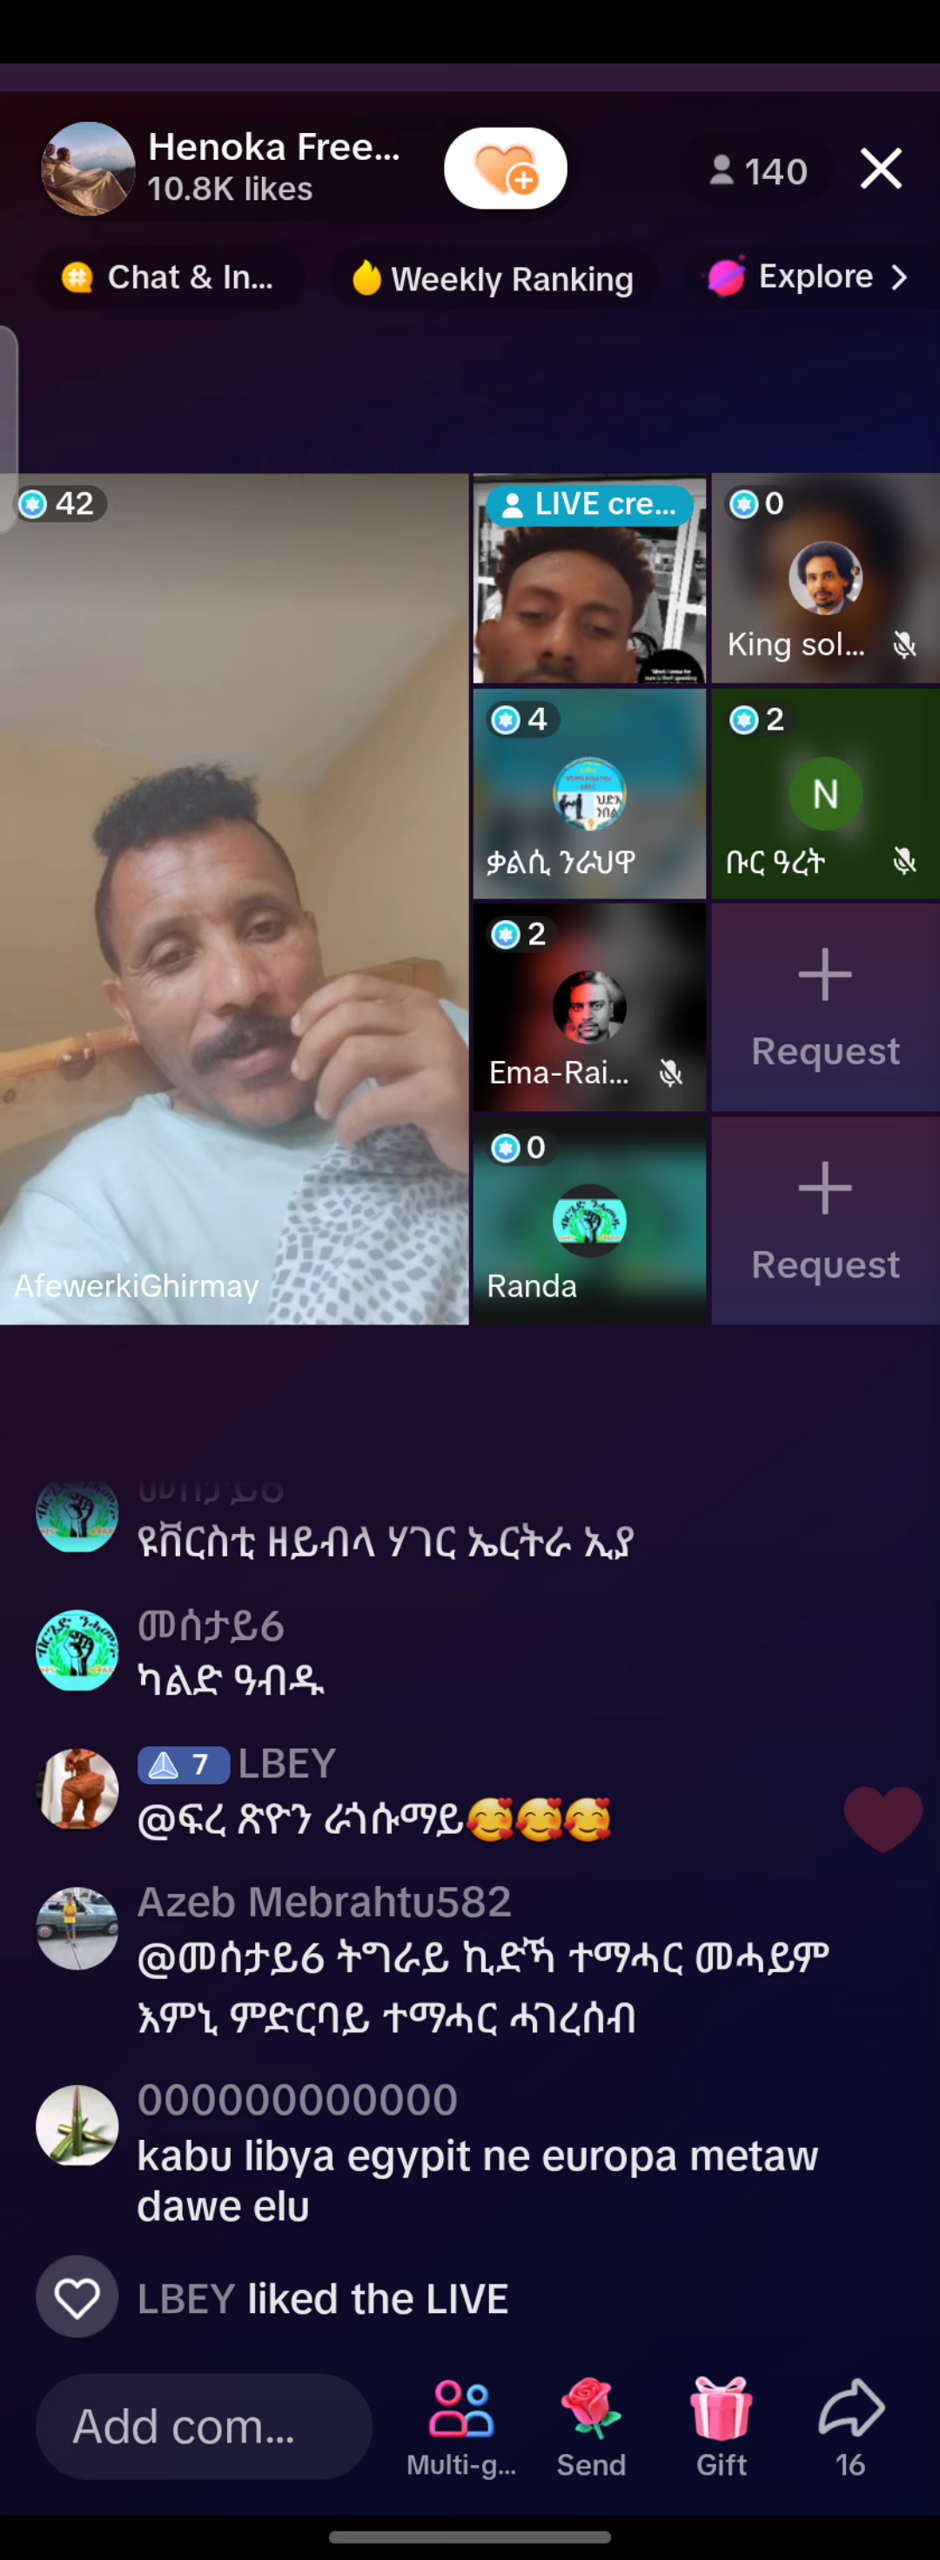 Henoka Free...
10.8K likes
140
Chat & In...
Weekly Ranking
Explore
42
LIVE cre...
0
King sol...
4
ቃልሲ ንራህዋ
2
N
ቡር ዓረት
2
Ema-Rai...
Request
0
Randa
Request
AfewerkiGhirmay
መሰታይ6
ዩቨርስቲ ዘይብላ ሃገር ኤርትራ ኢያ
መሰታይ6
ካልድ ዓብዱ
7 LBEY
@ፍረ ጽዮን ራጎሱማይ🥰🥰🥰
Azeb Mebrahtu582
@መሰታይ6 ትግራይ ኪድኻ ተማሓር መሓይም
እምኒ ምድርባይ ተማሓር ሓገረሰብ
000000000000
kabu libya egypit ne europa metaw
dawe elu
LBEY liked the LIVE
Add com...
Multi-g...
Send
Gift
16